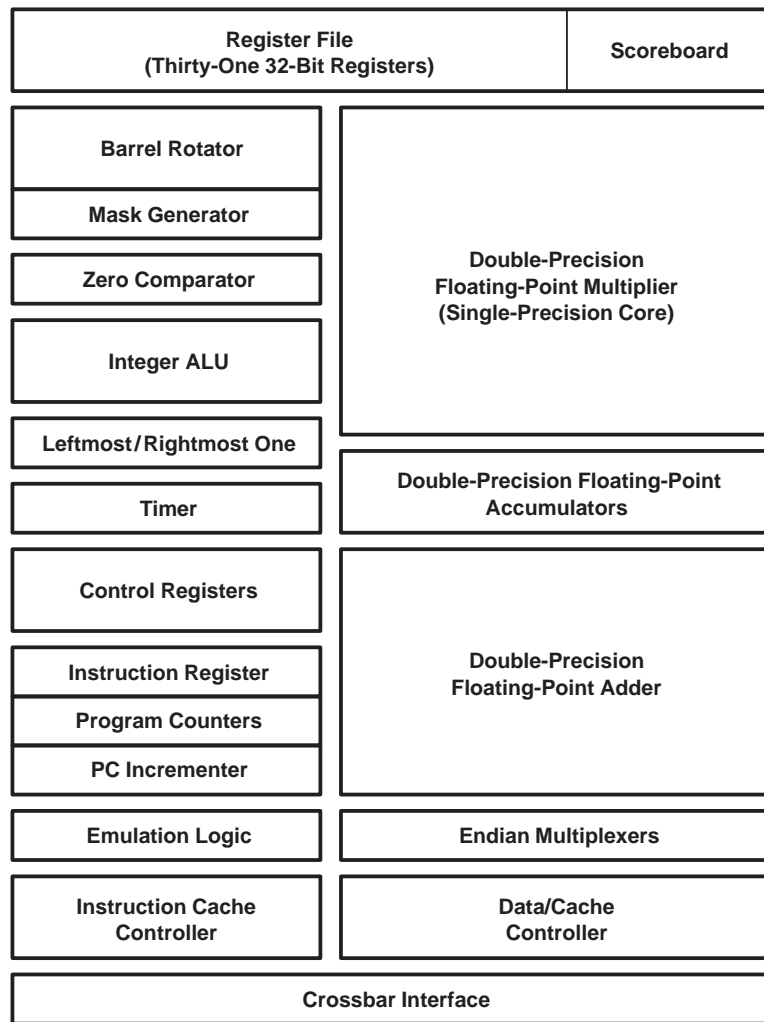 Register File
(Thirty-One 32-Bit Registers)
Scoreboard
Barrel Rotator
Mask Generator
Zero Comparator
Integer ALU
Leftmost/Rightmost One
Timer
Control Registers
Instruction Register
Program Counters
PC Incrementer
Emulation Logic
Instruction Cache
Controller
Double-Precision
Floating-Point Multiplier
(Single-Precision Core)
Double-Precision Floating-Point
Accumulators
Double-Precision
Floating-Point Adder
Endian Multiplexers
Data/Cache
Controller
Crossbar Interface